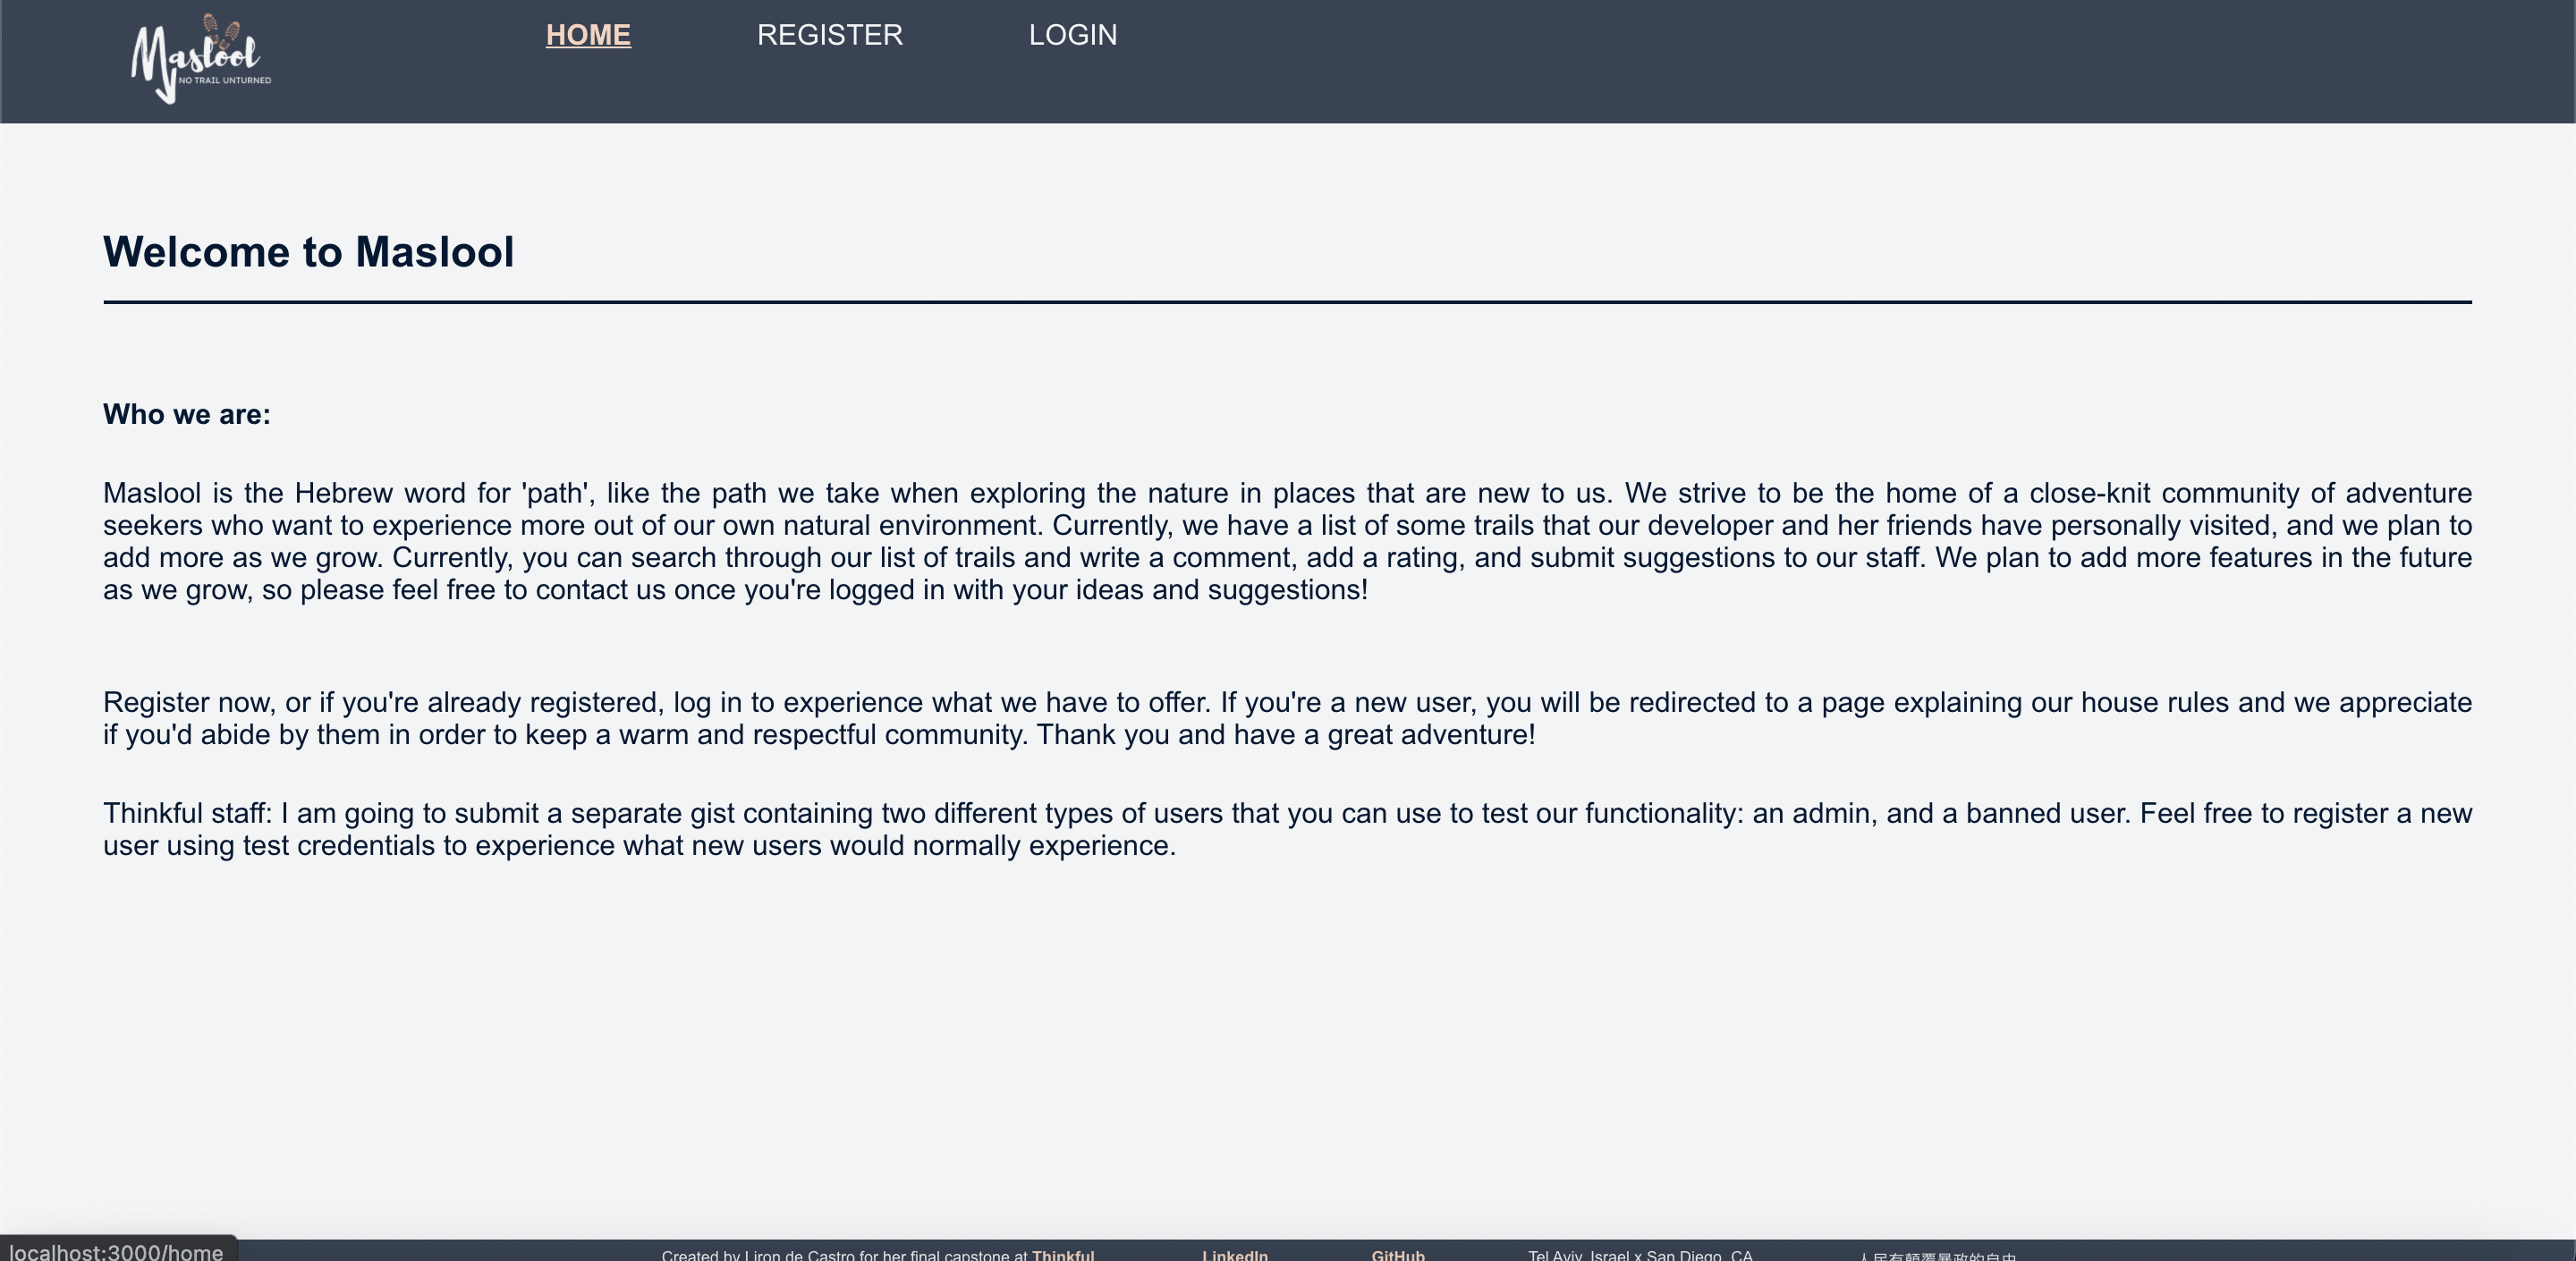 Maslool
NO TRAIL UNTURNED
HOME
REGISTER
LOGIN
Welcome to Maslool
Who we are:
Maslool is the Hebrew word for 'path', like the path we take when exploring the nature in places that are new to us. We strive to be the home of a close-knit community of adventure
seekers who want to experience more out of our own natural environment. Currently, we have a list of some trails that our developer and her friends have personally visited, and we plan to
add more as we grow. Currently, you can search through our list of trails and write a comment, add a rating, and submit suggestions to our staff. We plan to add more features in the future
as we grow, so please feel free to contact us once you're logged in with your ideas and suggestions!
Register now, or if you're already registered, log in to experience what we have to offer. If you're a new user, you will be redirected to a page explaining our house rules and we appreciate
if you'd abide by them in order to keep a warm and respectful community. Thank you and have a great adventure!
Thinkful staff: I am going to submit a separate gist containing two different types of users that you can use to test our functionality: an admin, and a banned user. Feel free to register a new
user using test credentials to experience what new users would normally experience.
localhost:3000/home
Created by Liron de Castro for her final capstone at Thinkful
LinkedIn
GitHub
Tel Aviv, Israel x San Diego, CA
人民有顛覆暴政的自由